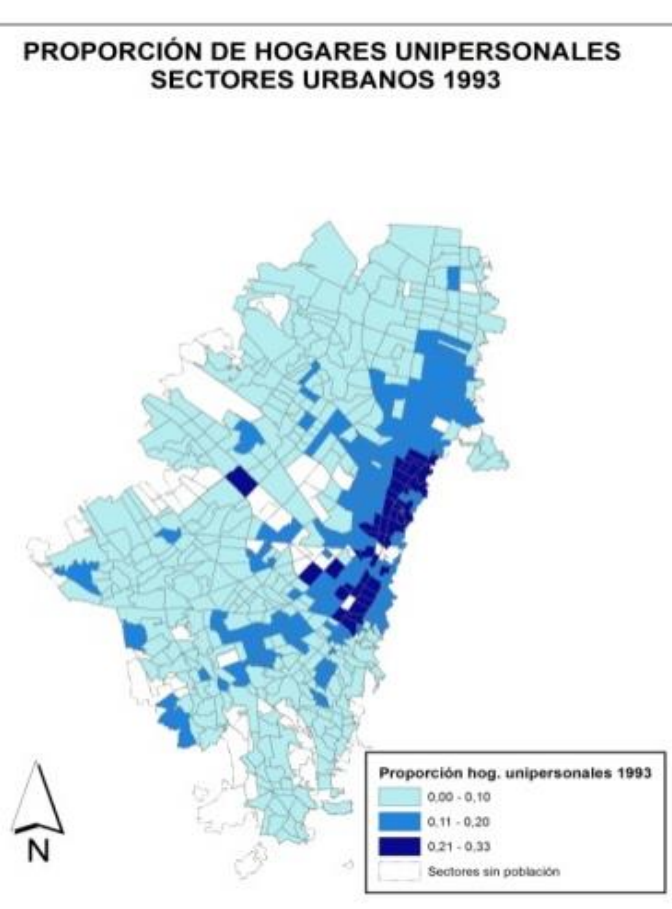 PROPORCIÓN DE HOGARES UNIPERSONALES
SECTORES URBANOS 1993
N
Proporción hog. unipersonales 1993
0,00 - 0,10
0,11 - 0,20
0,21 - 0,33
Sectores sin población